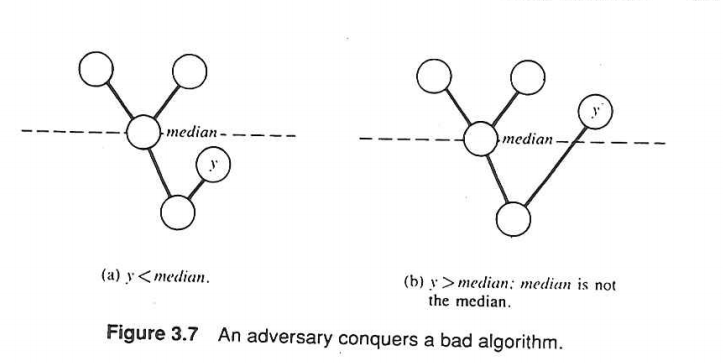 median
y
median
y
(a) y < median.
(b) y > median; median is not
the median.
Figure 3.7 An adversary conquers a bad algorithm.